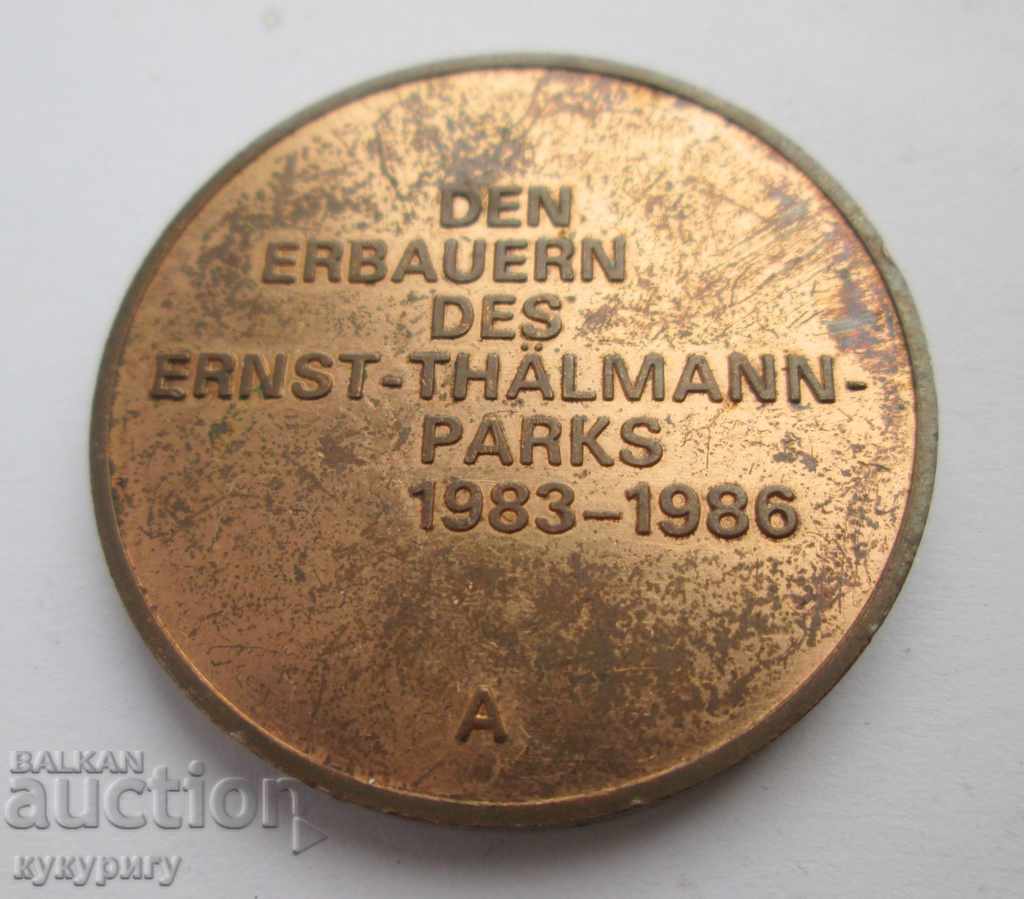 DEN
ERBAUERN
DES
ERNST-THÄLMANN-
PARKS
1983-1986
A
BALKAN
auction
кукуригу